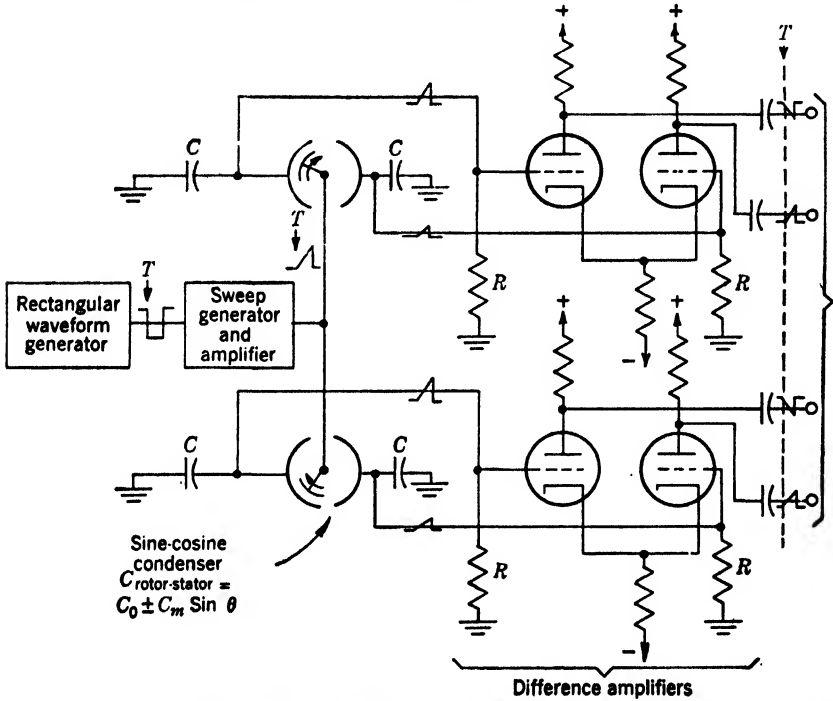 +
+
T
C
C
T
R
R
T
Rectangular
waveform
generator
Sweep
generator
and
amplifier
+
+
−
C
C
Sine-cosine
condenser
C rotor-stator =
C₀ ± Cₘ Sin θ
R
R
−
Difference amplifiers